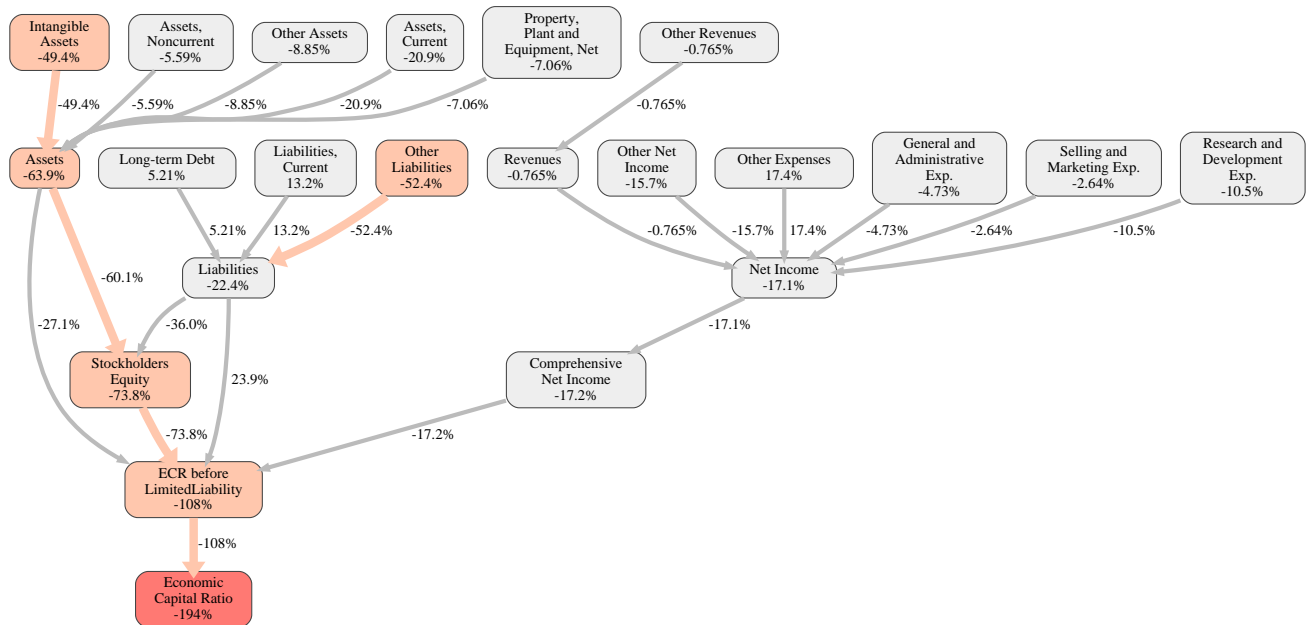 Intangible
Assets
-49.4%
Assets,
Noncurrent
-5.59%
Other Assets
-8.85%
Assets,
Current
-20.9%
Property,
Plant and
Equipment, Net
-7.06%
Other Revenues
-0.765%
-49.4%
-5.59%
-8.85%
-20.9%
-7.06%
-0.765%
Assets
-63.9%
Long-term Debt
5.21%
Liabilities,
Current
13.2%
Other
Liabilities
-52.4%
Revenues
-0.765%
Other Net
Income
-15.7%
Other Expenses
17.4%
General and
Administrative
Exp.
-4.73%
Selling and
Marketing Exp.
-2.64%
Research and
Development
Exp.
-10.5%
5.21%
13.2%
-52.4%
-0.765%
-15.7%
17.4%
-4.73%
-2.64%
-10.5%
Liabilities
-22.4%
Net Income
-17.1%
-60.1%
-27.1%
-36.0%
-17.1%
Stockholders
Equity
-73.8%
23.9%
Comprehensive
Net Income
-17.2%
-73.8%
-17.2%
ECR before
LimitedLiability
-108%
-108%
Economic
Capital Ratio
-194%